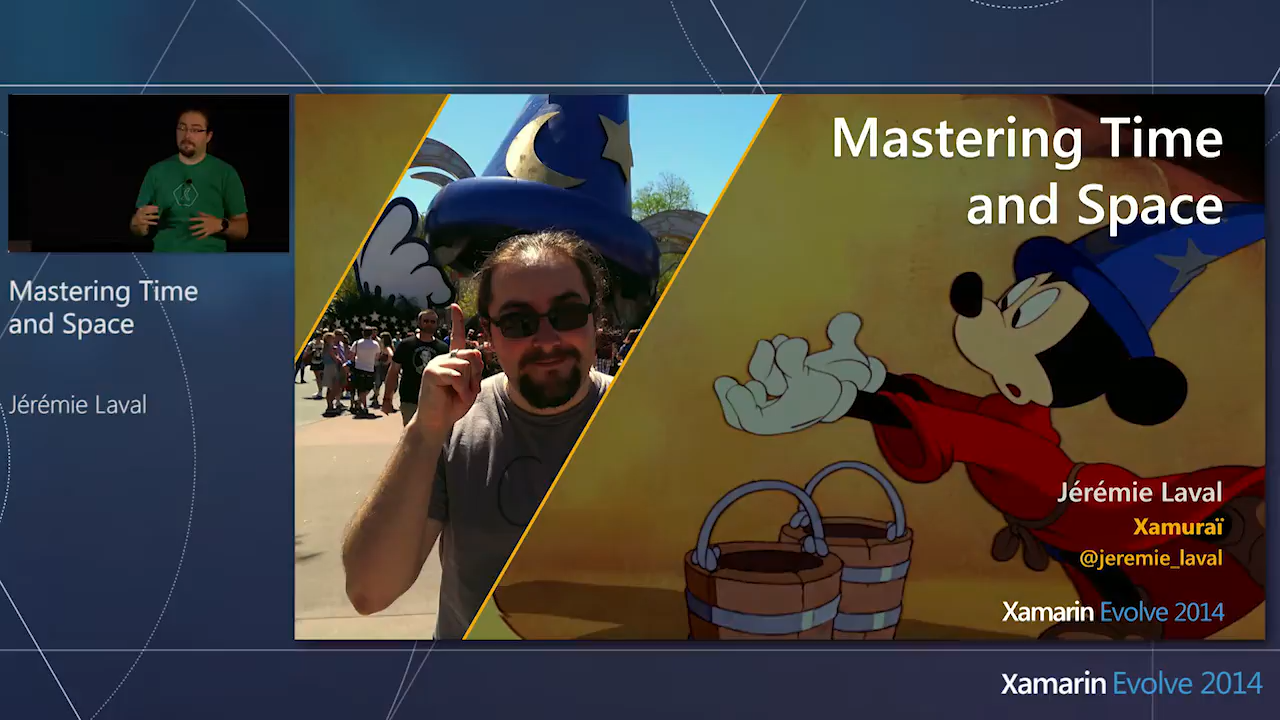 Mastering Time
and Space
Jérémie Laval
Mastering Time
and Space
Jérémie Laval
Xamuraï
@jeremie_laval
Xamarin Evolve 2014
Xamarin Evolve 2014